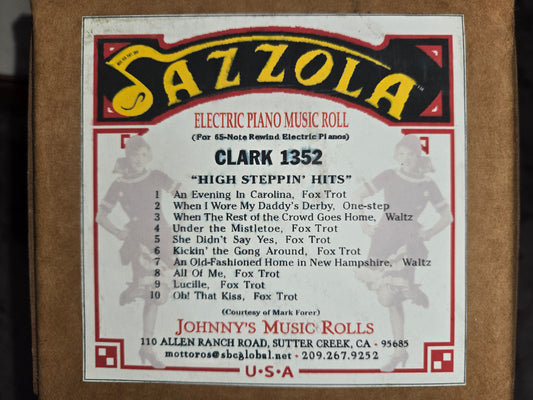 JAZZOLA
ELECTRIC PIANO MUSIC ROLL
(For 65-Note Rewind Electric Pianos)
CLARK 1352
"HIGH STEPPIN' HITS"
1 An Evening In Carolina, Fox Trot
2 When I Wore My Daddy's Derby, One-step
3 When The Rest of the Crowd Goes Home, Waltz
4 Under the Mistletoe, Fox Trot
5 She Didn't Say Yes, Fox Trot
6 Kickin' the Gong Around, Fox Trot
7 An Old-Fashioned Home in New Hampshire, Waltz
8 All Of Me, Fox Trot
9 Lucille, Fox Trot
10 Oh! That Kiss, Fox Trot
(Courtesy of Mark Forer)
JOHNNY'S MUSIC ROLLS
110 ALLEN RANCH ROAD, SUTTER CREEK, CA - 95685
mottoros@sbcglobal.net • 209.267.9252
U•S•A